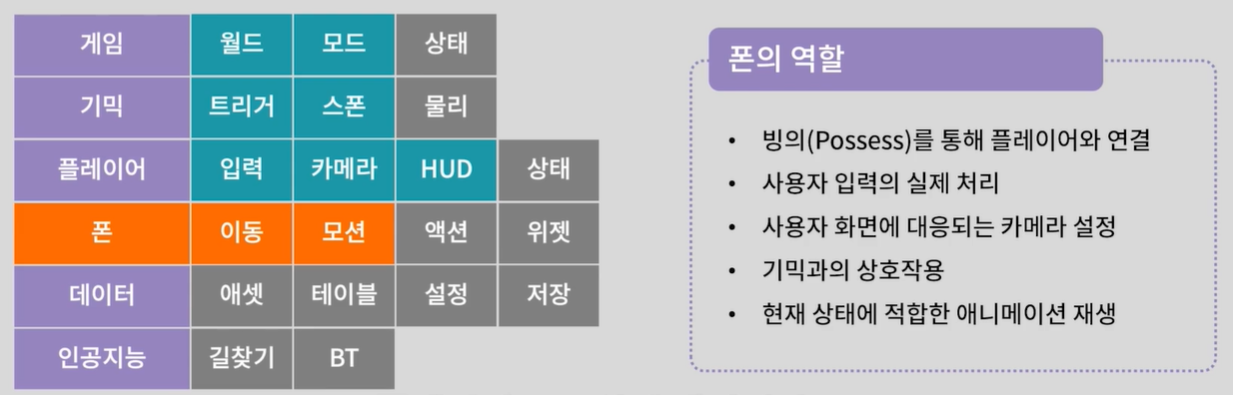 게임 월드 모드 상태
기믹 트리거 스폰 물리
플레이어 입력 카메라 HUD 상태
폰 이동 모션 액션 위젯
데이터 애셋 테이블 설정 저장
인공지능 길찾기 BT
폰의 역할
• 빙의(Possess)를 통해 플레이어와 연결
• 사용자 입력의 실제 처리
• 사용자 화면에 대응되는 카메라 설정
• 기믹과의 상호작용
• 현재 상태에 적합한 애니메이션 재생